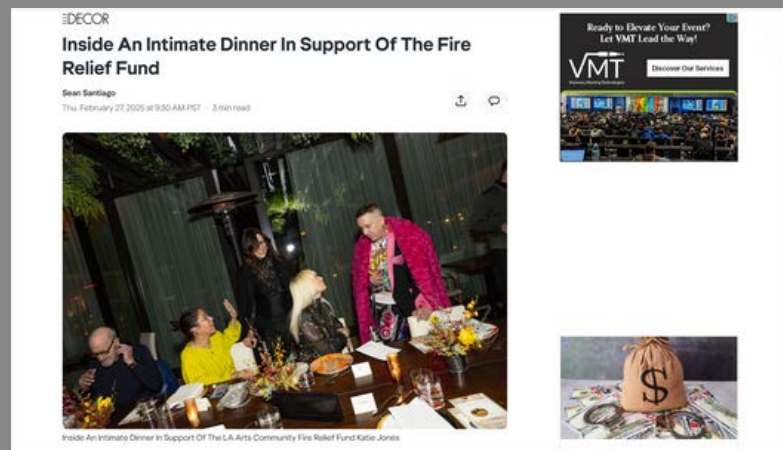 ELLE DECOR
Inside An Intimate Dinner In Support Of The Fire
Relief Fund
Sean Santiago
Thu, February 27, 2025 at 9:30 AM PST · 3 min read
Inside An Intimate Dinner In Support Of The LA Arts Community Fire Relief Fund Katie Jones
Ready to Elevate Your Event?
Let VMT Lead the Way!
VMT
Discover Our Services
$